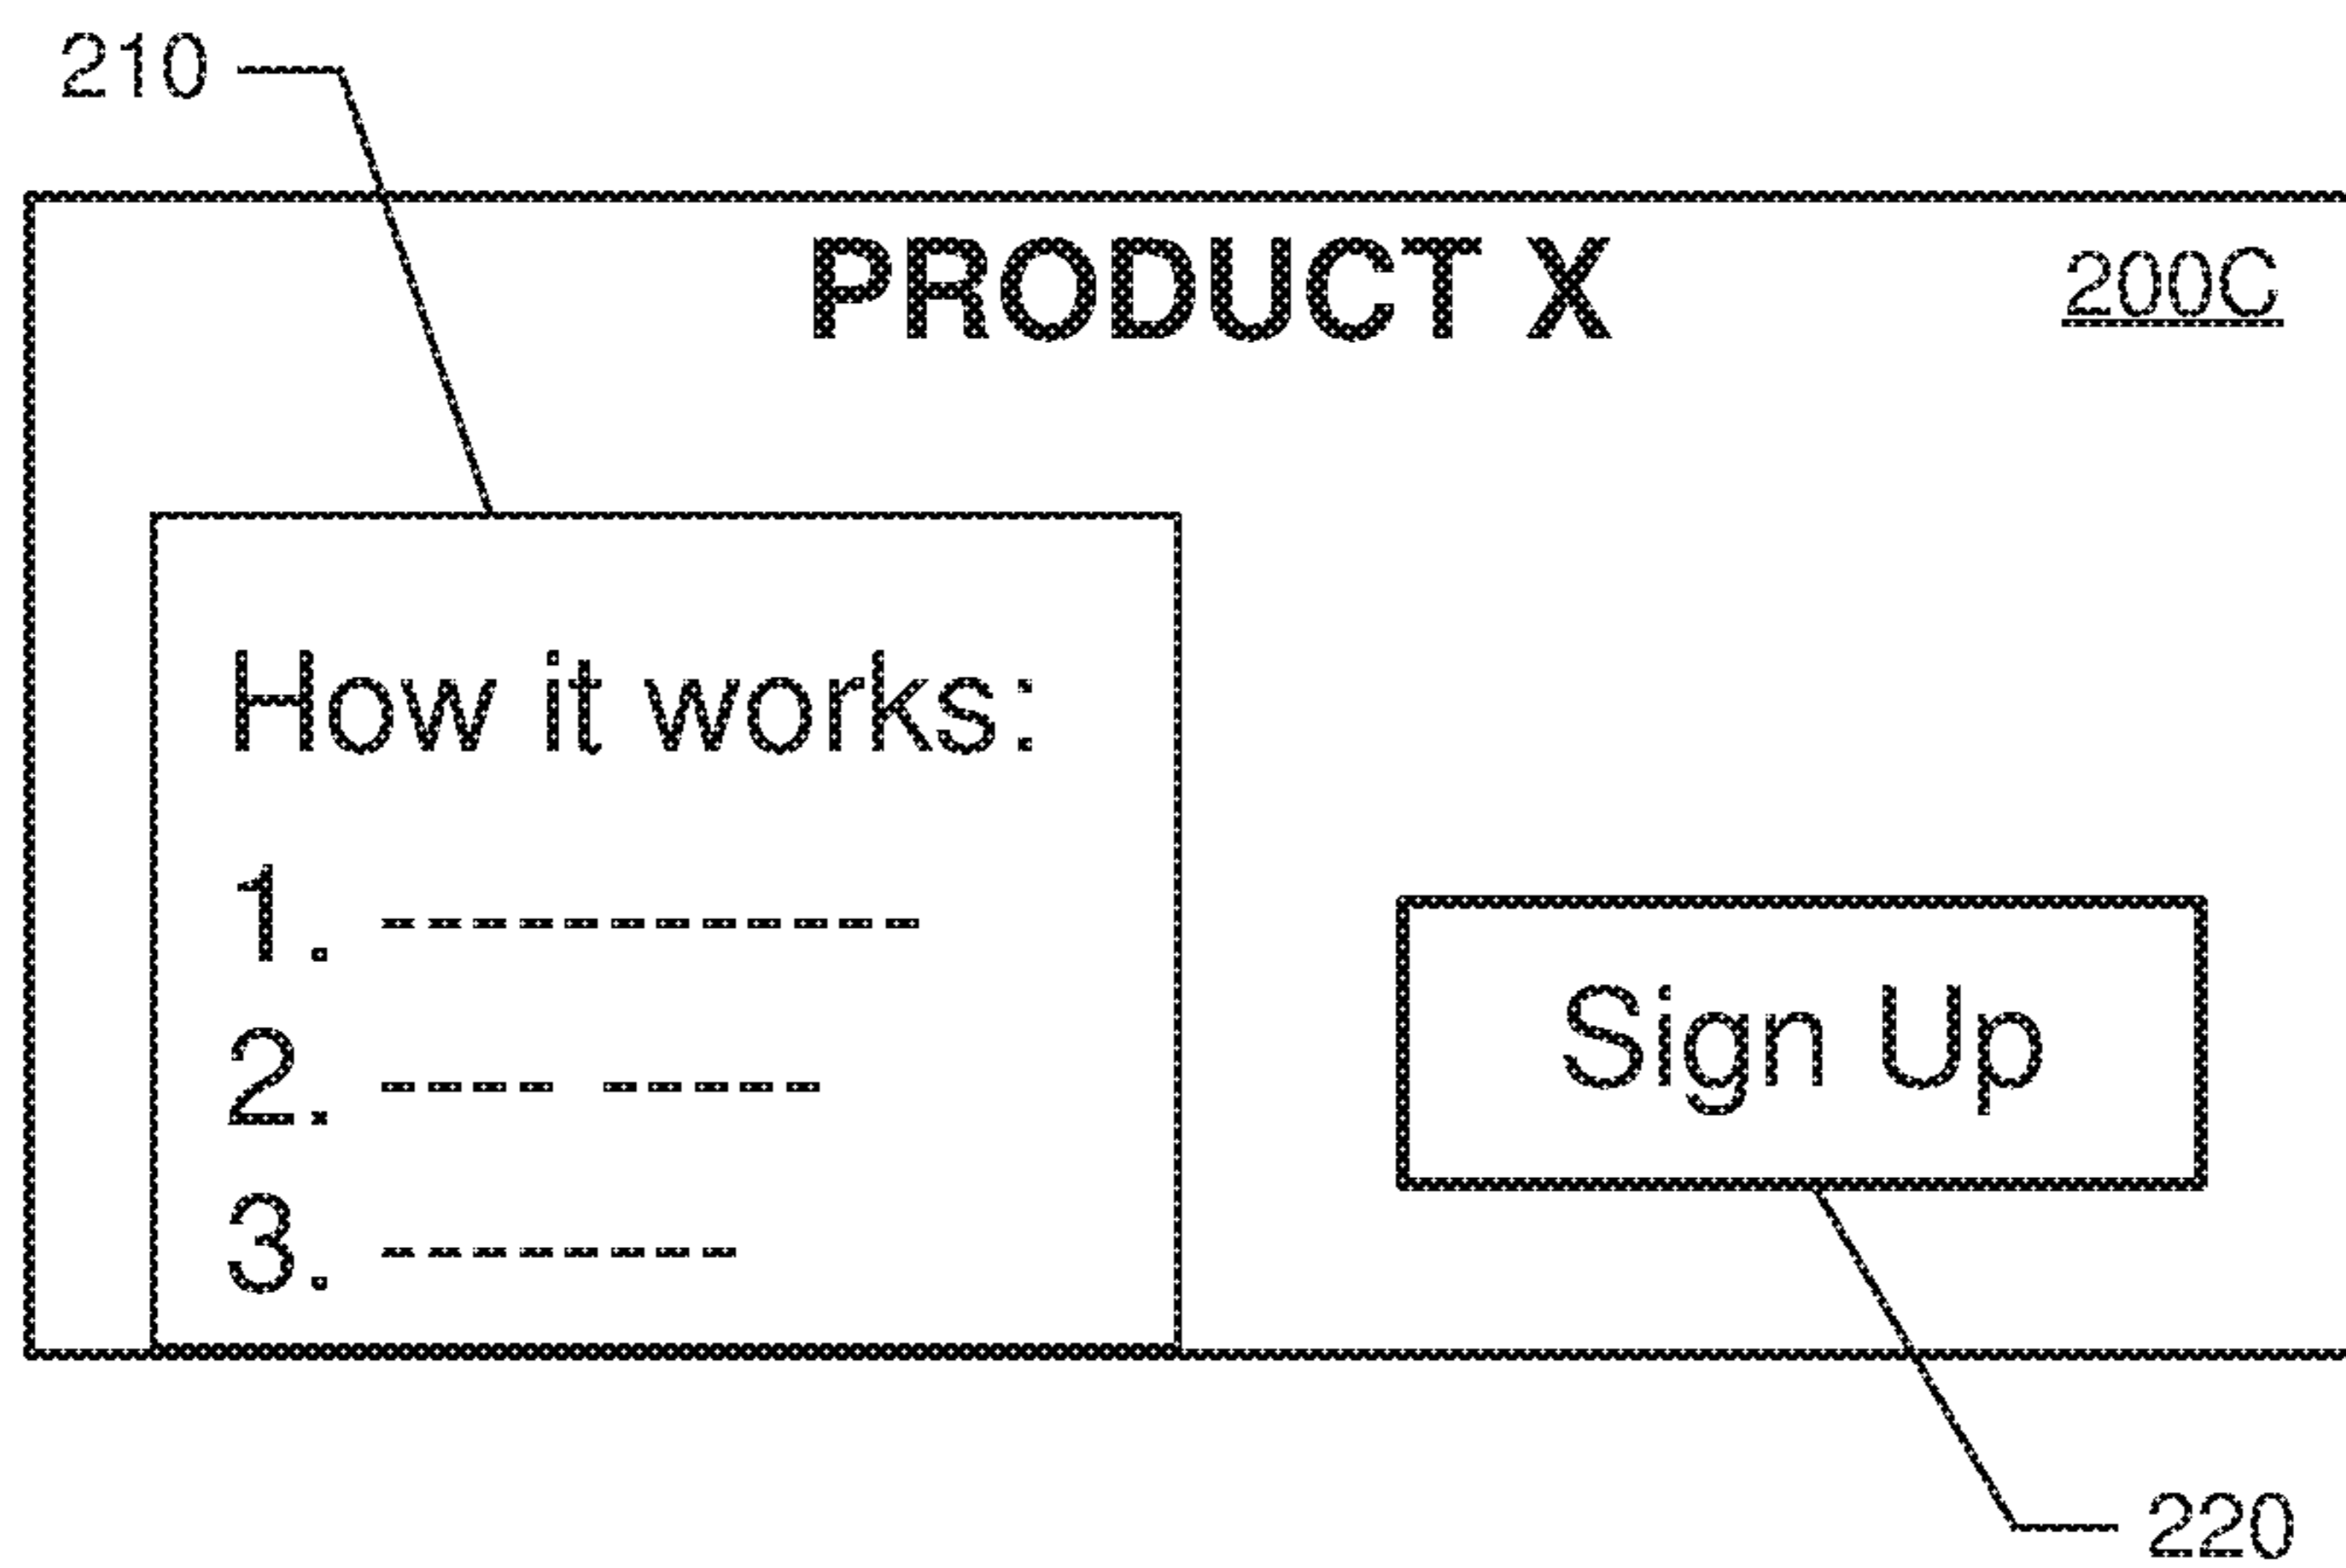 210
PRODUCT X 200C
How it works:
1. ------------
2. ---- -----
3. --------
Sign Up
220